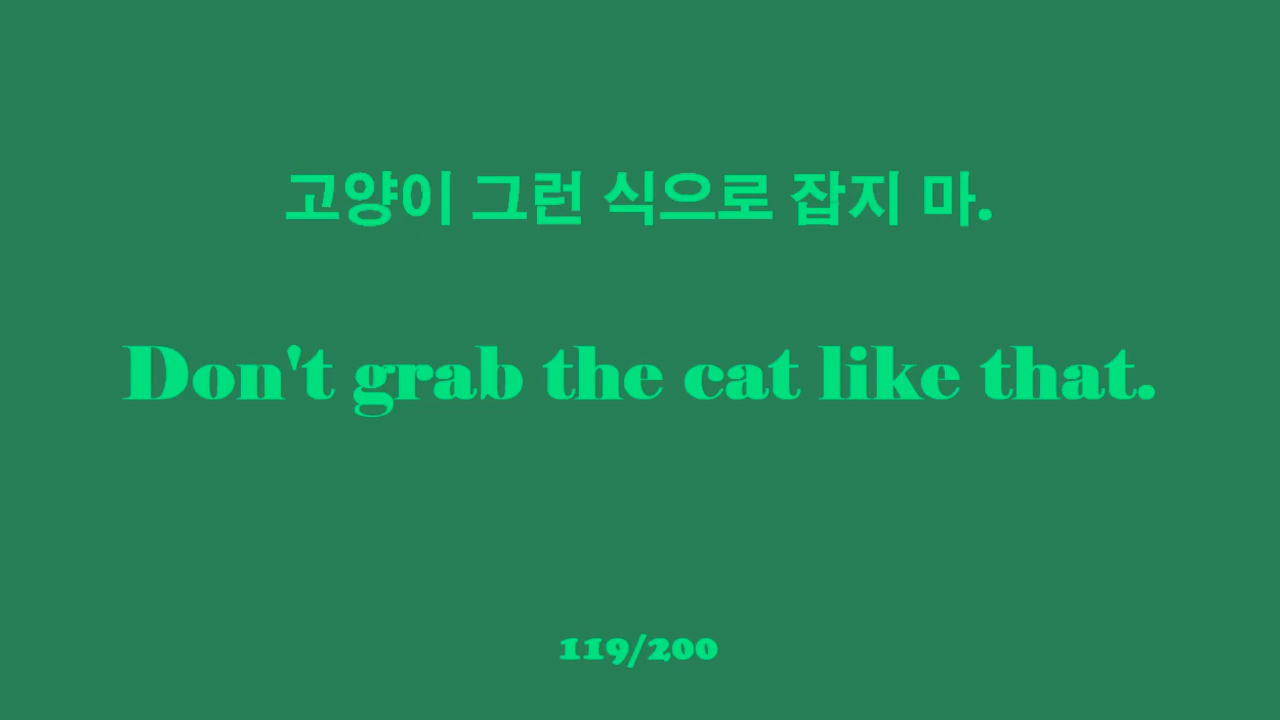 고양이 그런 식으로 잡지 마.
Don't grab the cat like that.
119/200